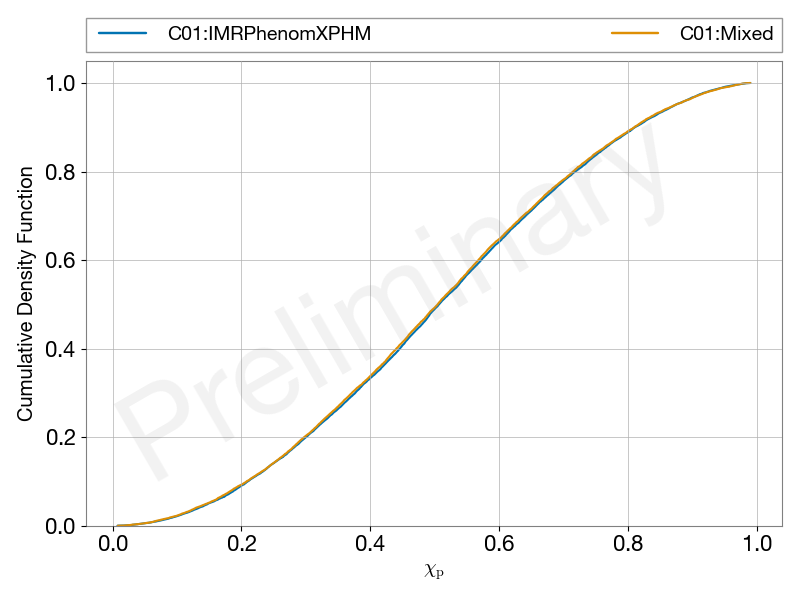 C01:IMRPhenomXPHM C01:Mixed
Cumulative Density Function
1.0
0.8
0.6
0.4
0.2
0.0
Preliminary
0.0 0.2 0.4 0.6 0.8 1.0
χp